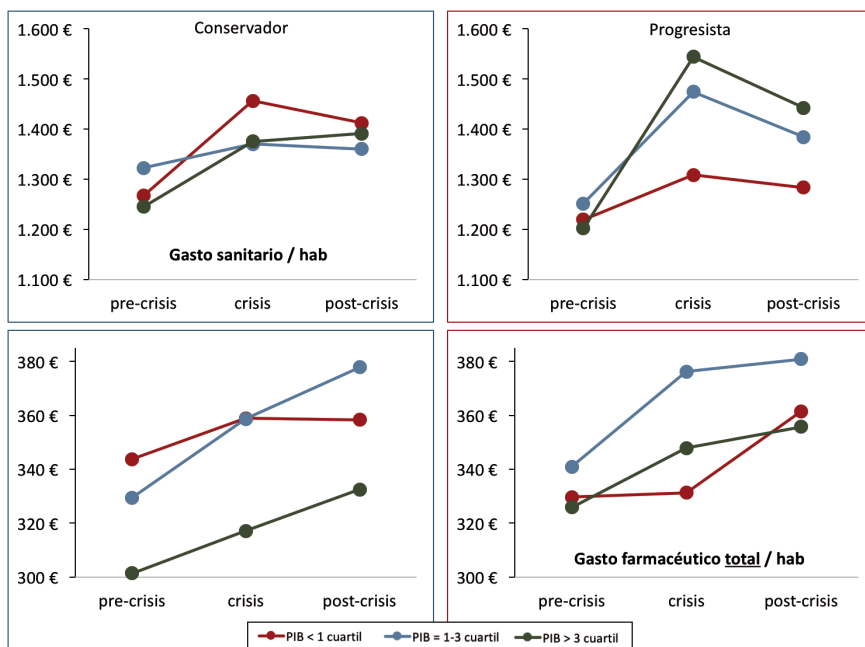 Conservador
1.600 €
1.500 €
1.400 €
1.300 €
1.200 €
1.100 €
Gasto sanitario / hab
pre-crisis crisis post-crisis
Progresista
1.600 €
1.500 €
1.400 €
1.300 €
1.200 €
1.100 €
pre-crisis crisis post-crisis
380 €
360 €
340 €
320 €
300 €
pre-crisis crisis post-crisis
380 €
360 €
340 €
320 €
300 €
Gasto farmacéutico total / hab
pre-crisis crisis post-crisis
PIB < 1 cuartil PIB = 1-3 cuartil PIB > 3 cuartil